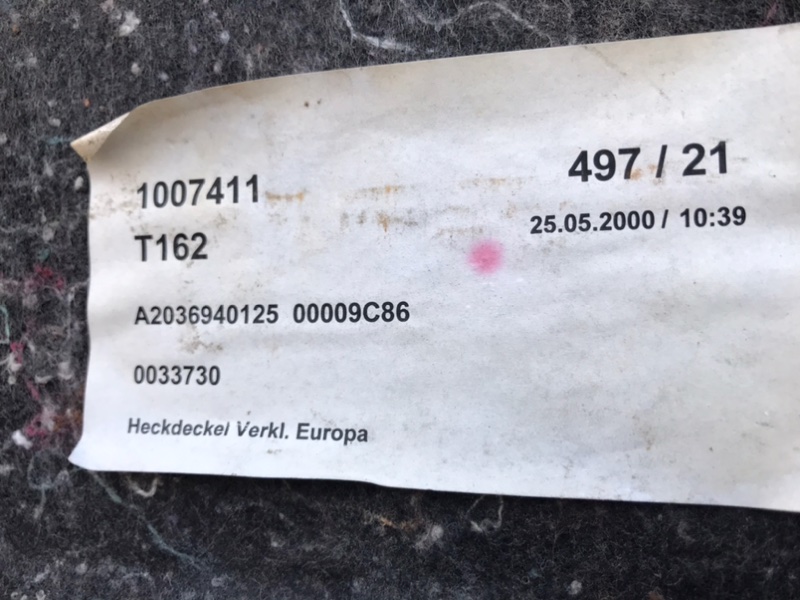 497 / 21
1007411
25.05.2000 / 10:39
T162
A2036940125 00009C86
0033730
Heckdeckel Verkl. Europa